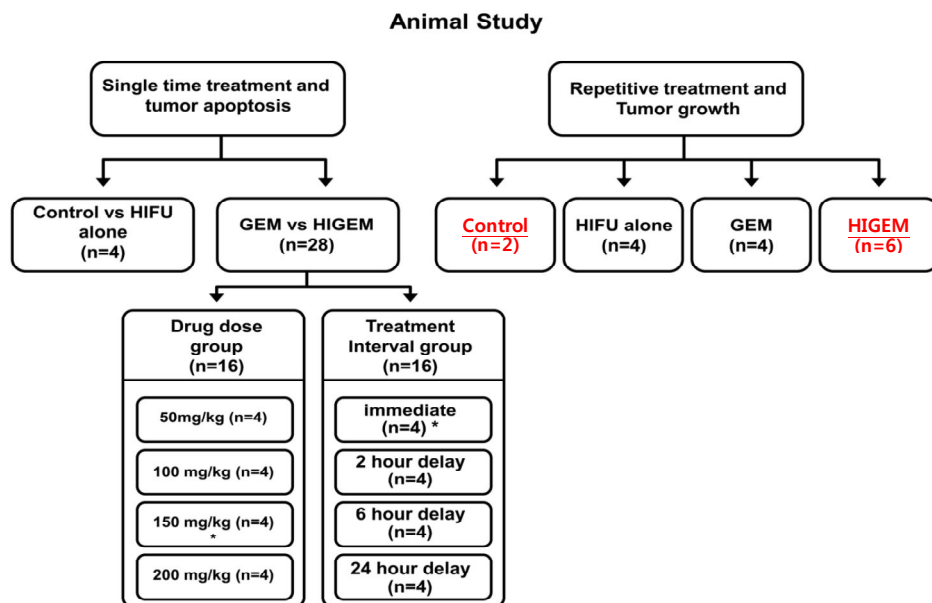 Animal Study
Single time treatment and
tumor apoptosis
Repetitive treatment and
Tumor growth
Control vs HIFU
alone
(n=4)
GEM vs HIGEM
(n=28)
Control
(n=2)
HIFU alone
(n=4)
GEM
(n=4)
HIGEM
(n=6)
Drug dose
group
(n=16)
50mg/kg (n=4)
100 mg/kg (n=4)
150 mg/kg (n=4)
*
200 mg/kg (n=4)
Treatment
Interval group
(n=16)
immediate
(n=4) *
2 hour delay
(n=4)
6 hour delay
(n=4)
24 hour delay
(n=4)